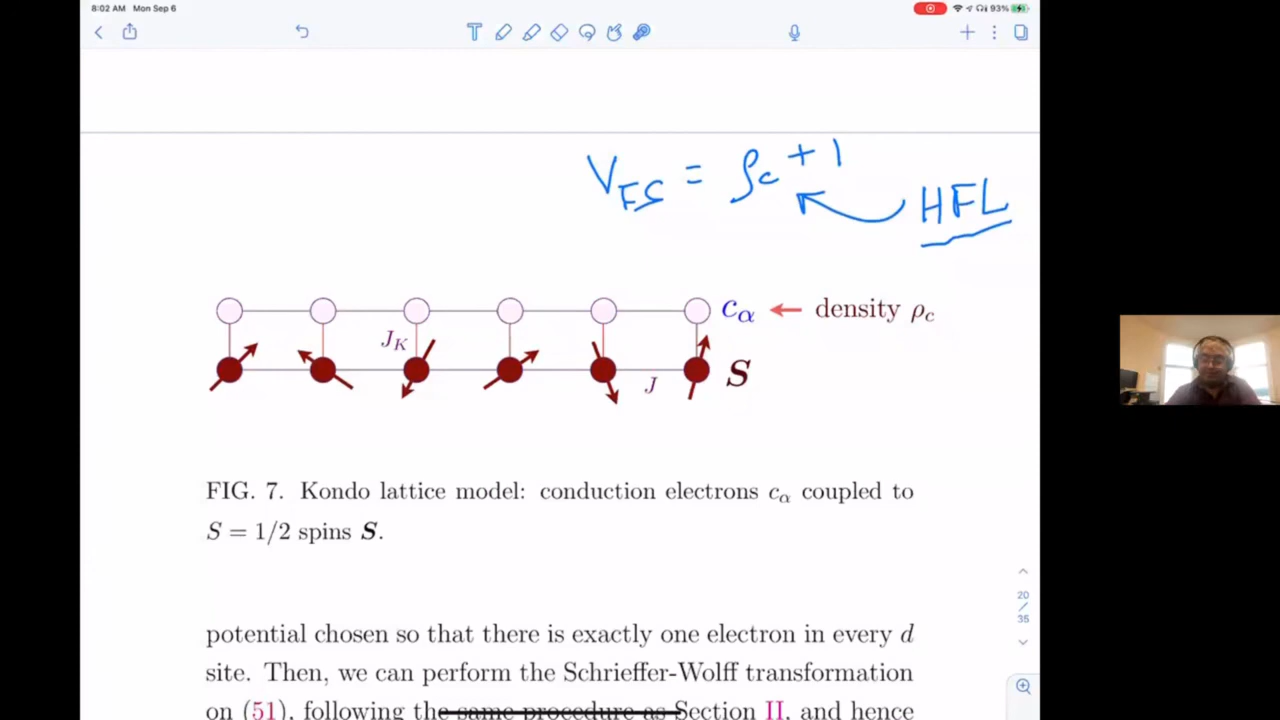 8:02 AM Mon Sep 6
93%
V_FS = ρ_c + 1
HFL
c_α ← density ρ_c
J_K
S
J
FIG. 7. Kondo lattice model: conduction electrons c_α coupled to
S = 1/2 spins S.
20
/
35
potential chosen so that there is exactly one electron in every d
site. Then, we can perform the Schrieffer-Wolff transformation
on (51), following the same procedure as Section II, and hence